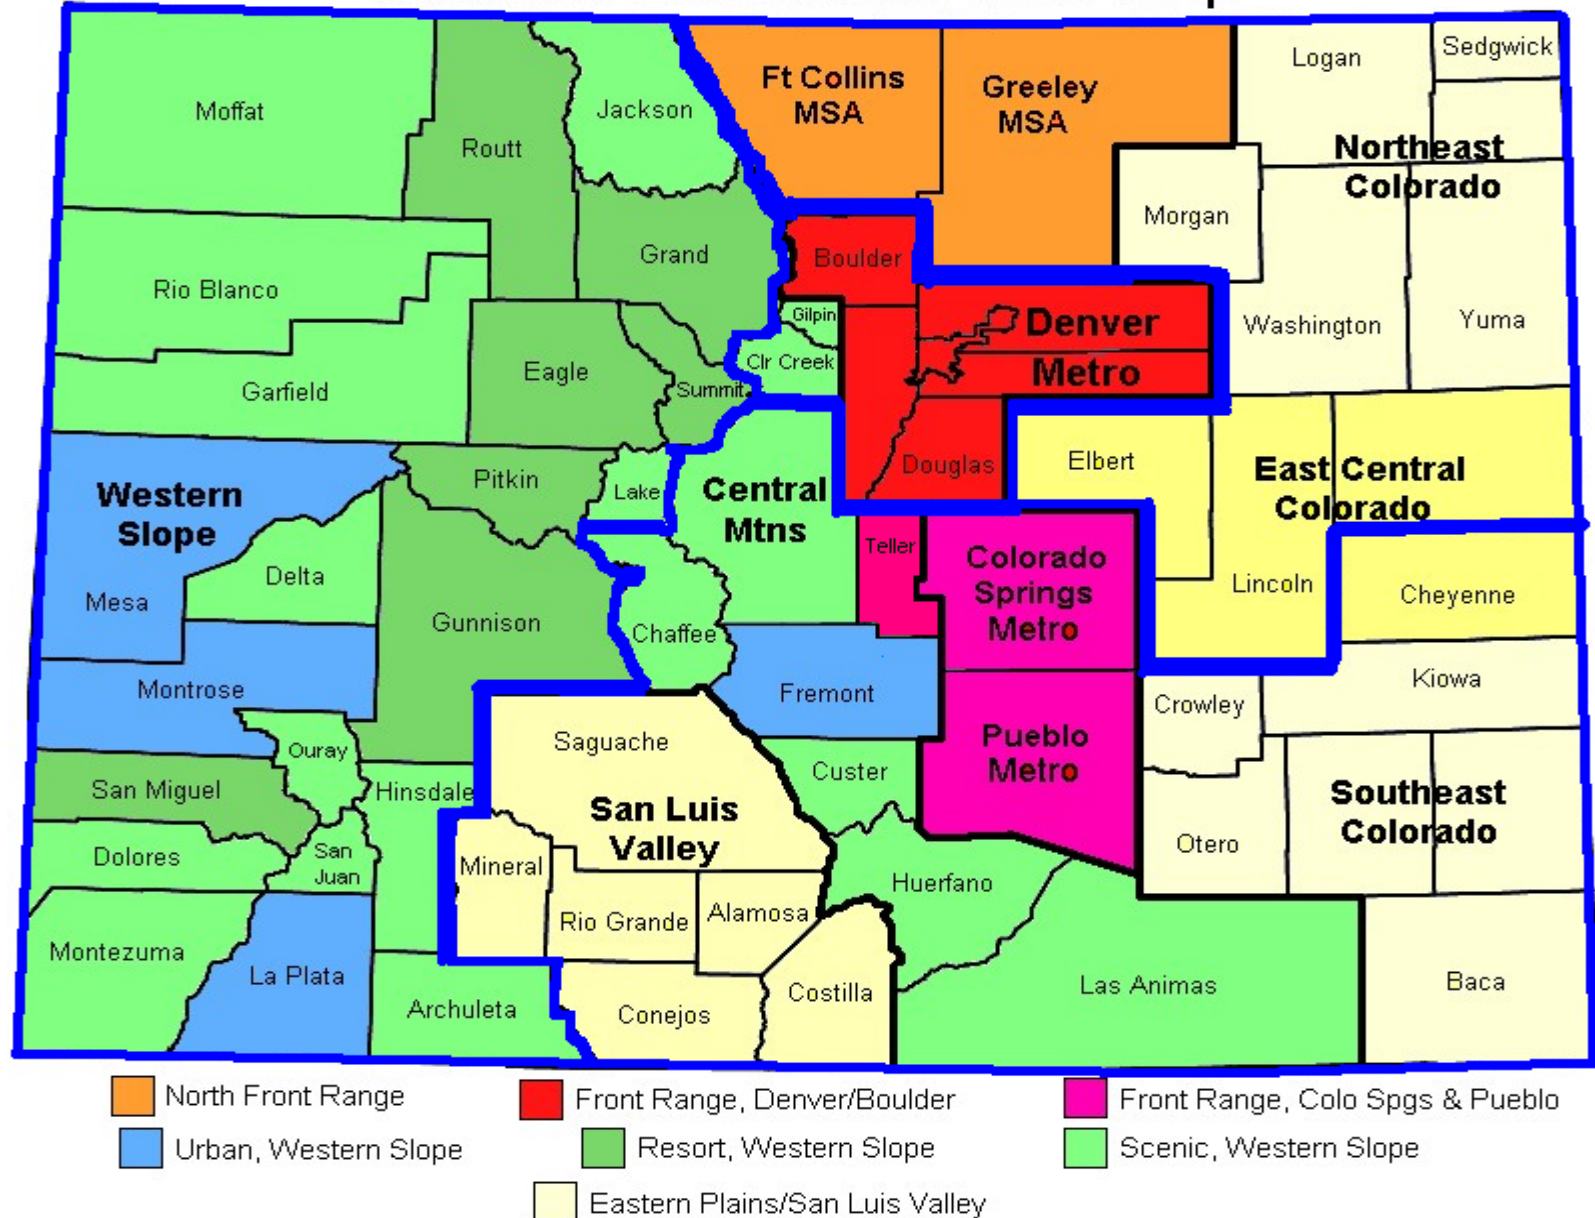 Logan
Sedgwick
Ft Collins
MSA
Greeley
MSA
Moffat
Jackson
Routt
Northeast
Colorado
Morgan
Grand
Boulder
Rio Blanco
Gilpin
Denver
Metro
Washington
Yuma
Clr Creek
Eagle
Summit
Garfield
Elbert
East Central
Colorado
Douglas
Pitkin
Lake
Central
Mtns
Western
Slope
Teller
Colorado
Springs
Metro
Delta
Mesa
Lincoln
Cheyenne
Gunnison
Chaffee
Montrose
Fremont
Kiowa
Crowley
Saguache
Pueblo
Metro
Ouray
Custer
San Miguel
Hinsdale
San Luis
Valley
Southeast
Colorado
Otero
Dolores
San
Juan
Mineral
Huerfano
Rio Grande
Alamosa
Montezuma
La Plata
Costilla
Las Animas
Baca
Archuleta
Conejos
North Front Range
Front Range, Denver/Boulder
Front Range, Colo Spgs & Pueblo
Urban, Western Slope
Resort, Western Slope
Scenic, Western Slope
Eastern Plains/San Luis Valley